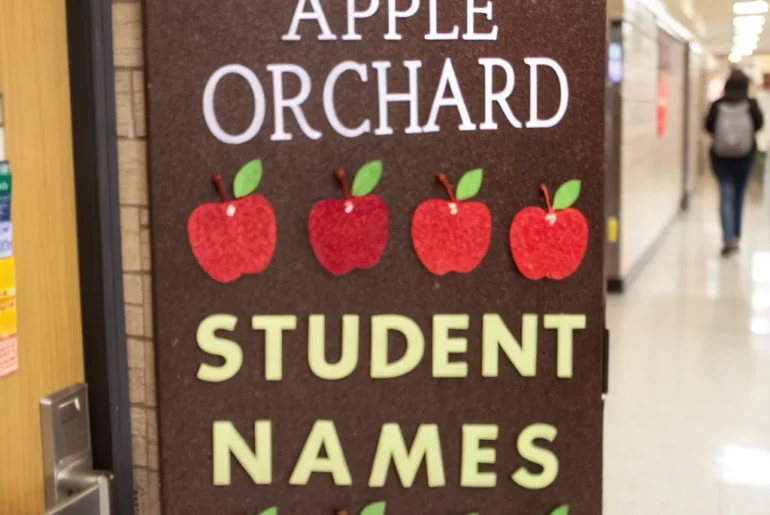 APPLE
ORCHARD
STUDENT
NAMES